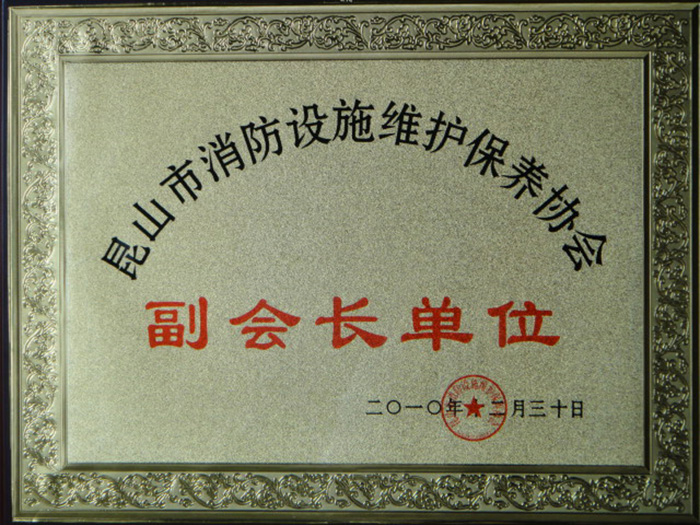 昆山市消防设施维护保养协会
副会长单位
二〇一〇年十二月三十日